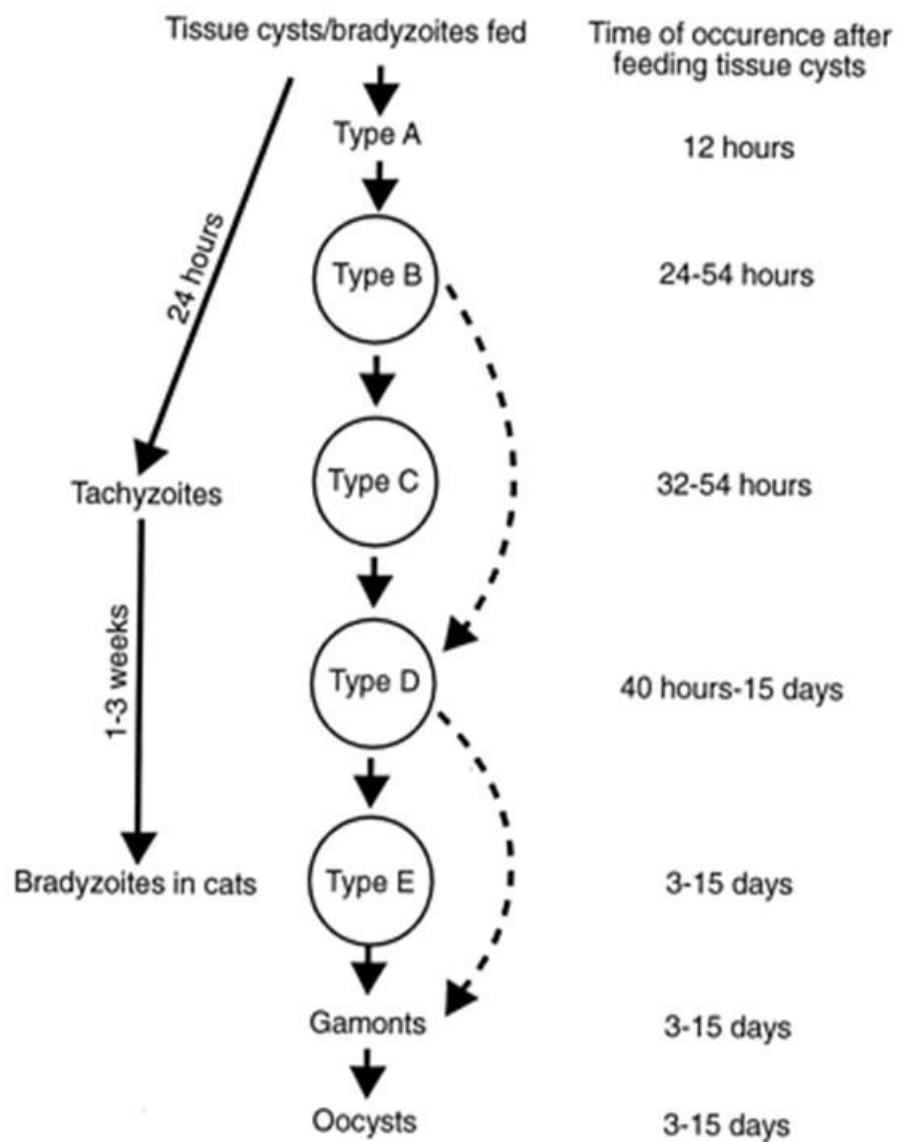 Tissue cysts/bradyzoites fed
Time of occurence after
feeding tissue cysts
Type A
12 hours
24 hours
Type B
24-54 hours
Tachyzoites
Type C
32-54 hours
1-3 weeks
Type D
40 hours-15 days
Bradyzoites in cats
Type E
3-15 days
Gamonts
3-15 days
Oocysts
3-15 days